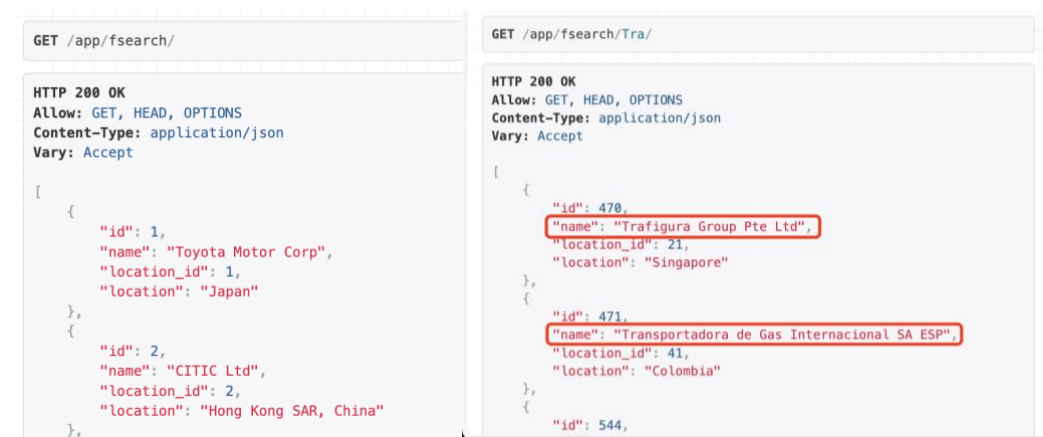 GET /app/fsearch/
HTTP 200 OK
Allow: GET, HEAD, OPTIONS
Content-Type: application/json
Vary: Accept
[
{
"id": 1,
"name": "Toyota Motor Corp",
"location_id": 1,
"location": "Japan"
},
{
"id": 2,
"name": "CITIC Ltd",
"location_id": 2,
"location": "Hong Kong SAR, China"
},
GET /app/fsearch/Tra/
HTTP 200 OK
Allow: GET, HEAD, OPTIONS
Content-Type: application/json
Vary: Accept
[
{
"id": 470,
"name": "Trafigura Group Pte Ltd",
"location_id": 21,
"location": "Singapore"
},
{
"id": 471,
"name": "Transportadora de Gas Internacional SA ESP",
"location_id": 41,
"location": "Colombia"
},
{
"id": 544,